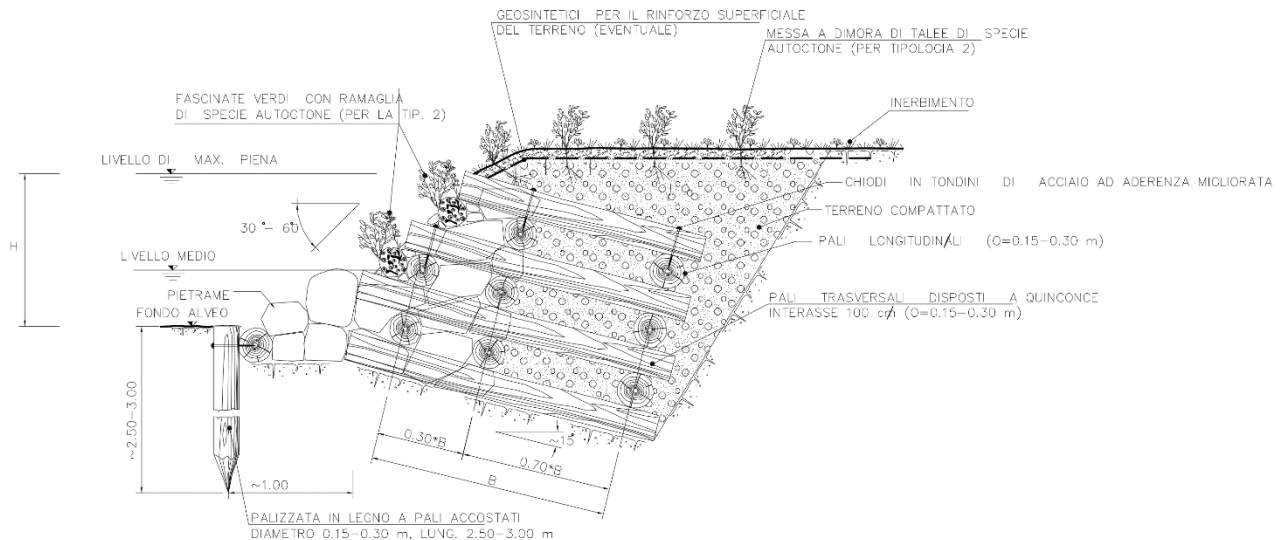 GEOSINTETICI PER IL RINFORZO SUPERFICIALE
DEL TERRENO (EVENTUALE)
MESSA A DIMORA DI TALEE DI SPECIE
AUTOCTONE (PER TIPOLOGIA 2)
FASCINATE VERDI CON RAMAGLIA
DI SPECIE AUTOCTONE (PER LA TIP. 2)
INERBIMENTO
LIVELLO DI MAX. PIENA
CHIODI IN TONDINI DI ACCIAIO AD ADERENZA MIGLIORATA
TERRENO COMPATTATO
30°-60°
H
PALI LONGITUDINALI (O=0.15-0.30 m)
LIVELLO MEDIO
PIETRAME
PALI TRASVERSALI DISPOSTI A QUINCONCE
INTERASSE 100 cm (O=0.15-0.30 m)
FONDO ALVEO
~2.50-3.00
0.30*B
~15°
0.70*B
B
~1.00
PALIZZATA IN LEGNO A PALI ACCOSTATI
DIAMETRO 0.15-0.30 m, LUNG. 2.50-3.00 m